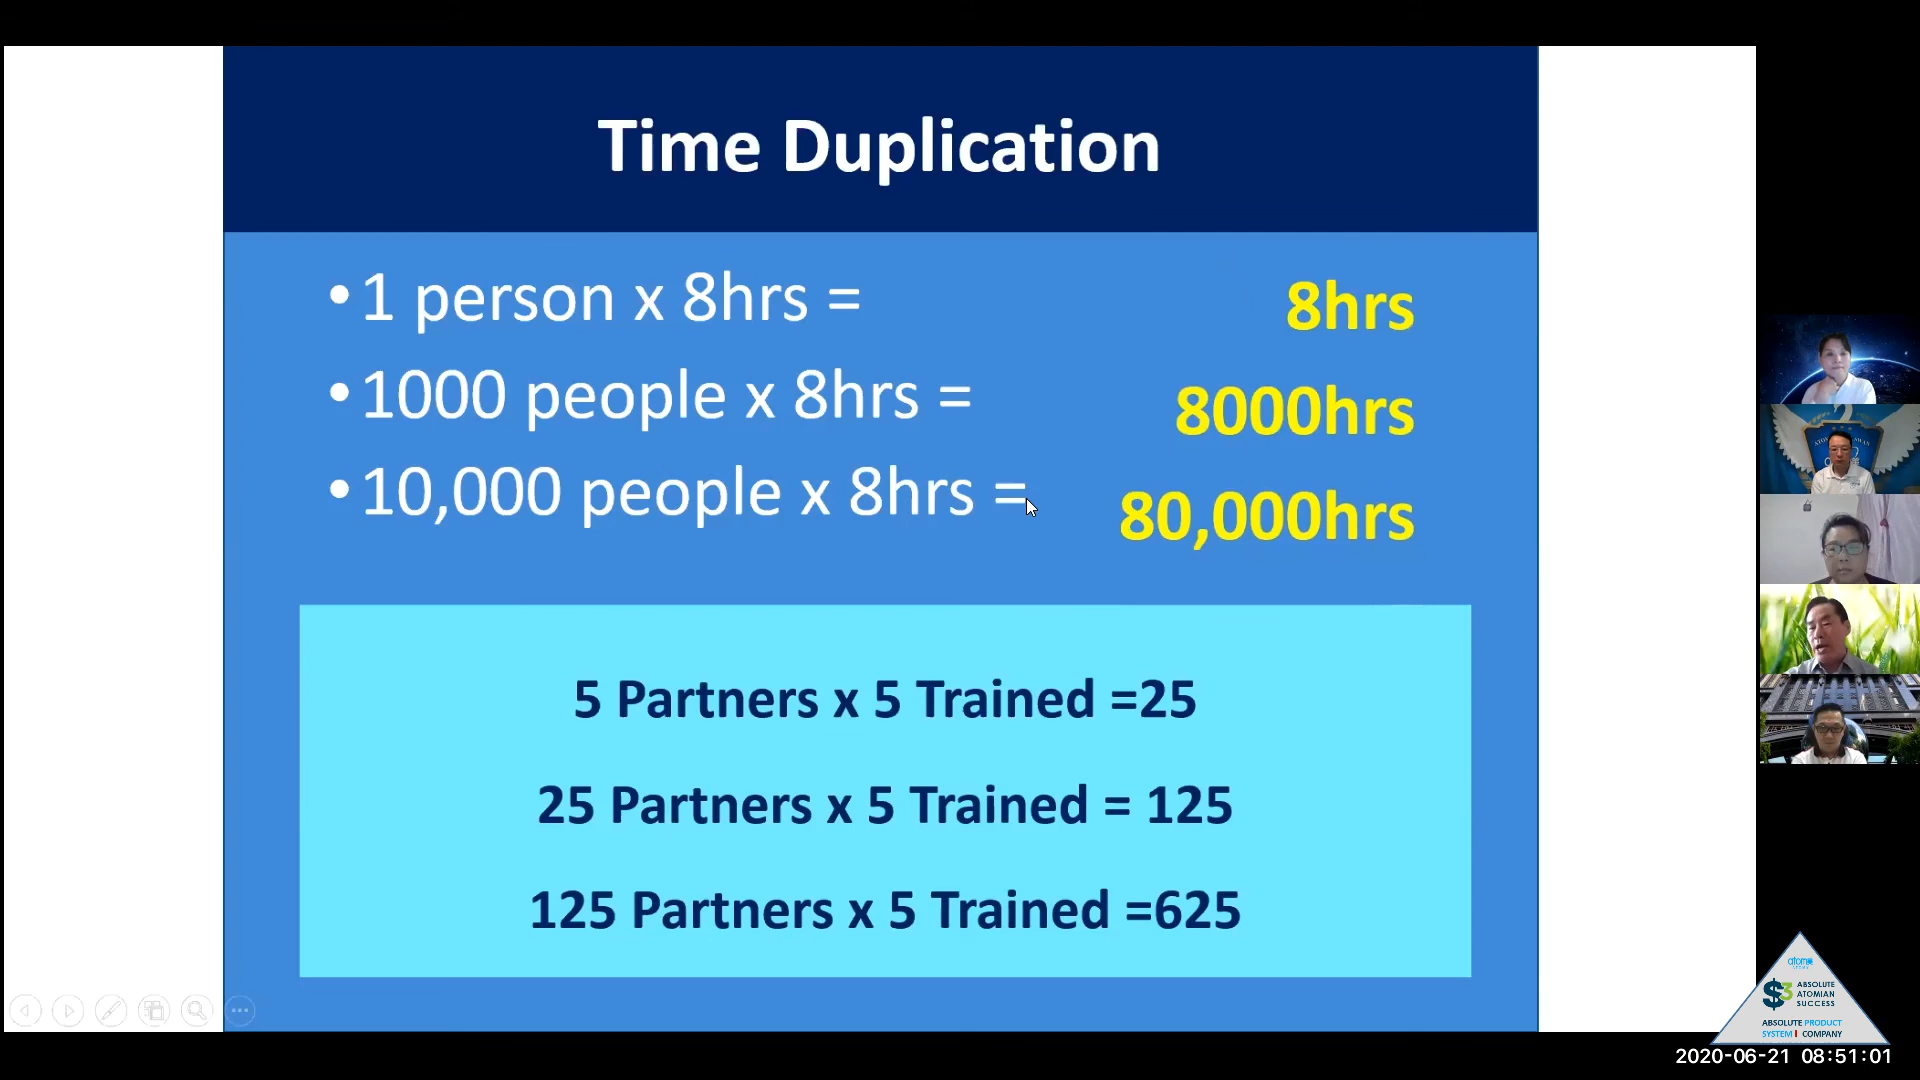 Time Duplication
•1 person x 8hrs = 8hrs
•1000 people x 8hrs = 8000hrs
•10,000 people x 8hrs = 80,000hrs
5 Partners x 5 Trained =25
25 Partners x 5 Trained = 125
125 Partners x 5 Trained =625
atomy
$3 ABSOLUTE
ATOMIAN
SUCCESS
ABSOLUTE PRODUCT
SYSTEM COMPANY
2020-06-21 08:51:01